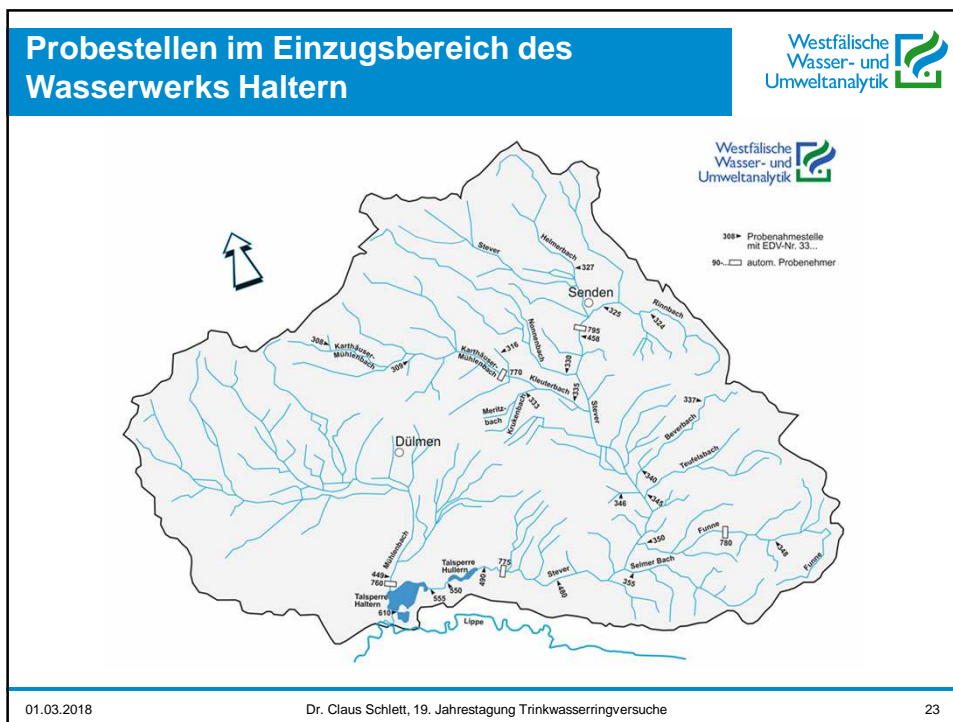 Probestellen im Einzugsbereich des
Wasserwerks Haltern
Westfälische
Wasser- und
Umweltanalytik
Westfälische
Wasser- und
Umweltanalytik
308 Probenahmestelle
mit EDV-Nr. 33...
90-... autom. Probenehmer
Stever
Helmerbach
327
Senden
325
Rinnbach
324
795
458
308
Karthäuser-
Mühlenbach
309
Karthäuser-
Mühlenbach
316
770
Nonnenbach
330
Kleuterbach
335
Stever
Meritz-
bach
Krukenbach
333
337
Beverbach
Teufelsbach
Dülmen
340
345
346
350
Funne
780
348
Funne
Mühlenbach
449
760
Talsperre
Haltern
610
Talsperre
Hullern
555
550
490
775
Stever
480
Selmer Bach
355
Lippe
01.03.2018
Dr. Claus Schlett, 19. Jahrestagung Trinkwasserringversuche
23